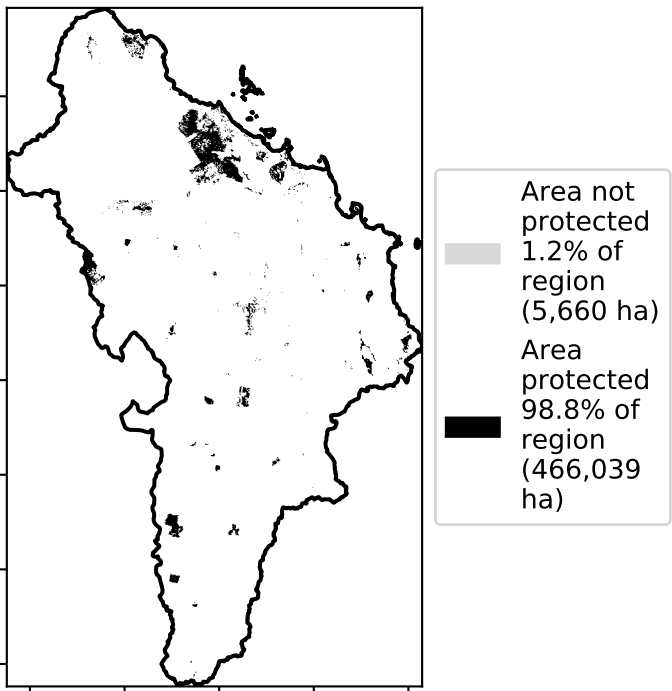 Area not
protected
1.2% of
region
(5,660 ha)
Area
protected
98.8% of
region
(466,039
ha)